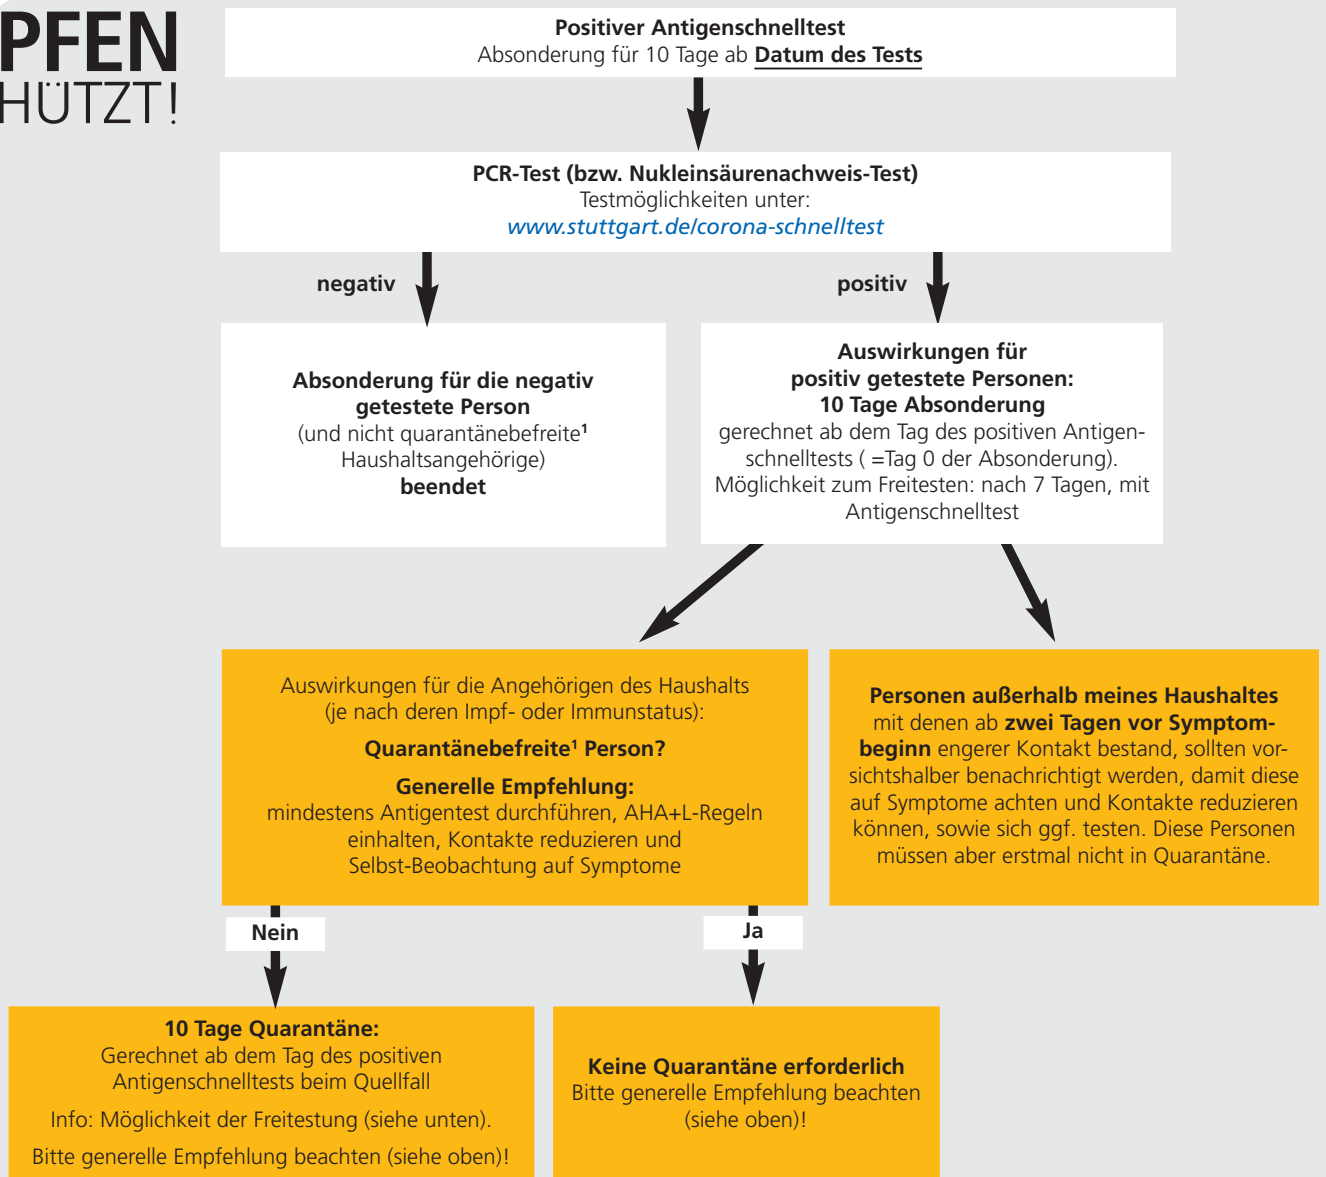 PFEN
HÜTZT!
Positiver Antigenschnelltest
Absonderung für 10 Tage ab Datum des Tests
PCR-Test (bzw. Nukleinsäurenachweis-Test)
Testmöglichkeiten unter:
www.stuttgart.de/corona-schnelltest
negativ
positiv
Absonderung für die negativ
getestete Person
(und nicht quarantänebefreite¹
Haushaltsangehörige)
beendet
Auswirkungen für
positiv getestete Personen:
10 Tage Absonderung
gerechnet ab dem Tag des positiven Antigen-
schnelltests ( =Tag 0 der Absonderung).
Möglichkeit zum Freitesten: nach 7 Tagen, mit
Antigenschnelltest
Auswirkungen für die Angehörigen des Haushalts
(je nach deren Impf- oder Immunstatus):
Quarantänebefreite¹ Person?
Generelle Empfehlung:
mindestens Antigentest durchführen, AHA+L-Regeln
einhalten, Kontakte reduzieren und
Selbst-Beobachtung auf Symptome
Personen außerhalb meines Haushaltes
mit denen ab zwei Tagen vor Symptom-
beginn engerer Kontakt bestand, sollten vor-
sichtshalber benachrichtigt werden, damit diese
auf Symptome achten und Kontakte reduzieren
können, sowie sich ggf. testen. Diese Personen
müssen aber erstmal nicht in Quarantäne.
Nein
Ja
10 Tage Quarantäne:
Gerechnet ab dem Tag des positiven
Antigenschnelltests beim Quellfall
Info: Möglichkeit der Freitestung (siehe unten).
Bitte generelle Empfehlung beachten (siehe oben)!
Keine Quarantäne erforderlich
Bitte generelle Empfehlung beachten
(siehe oben)!